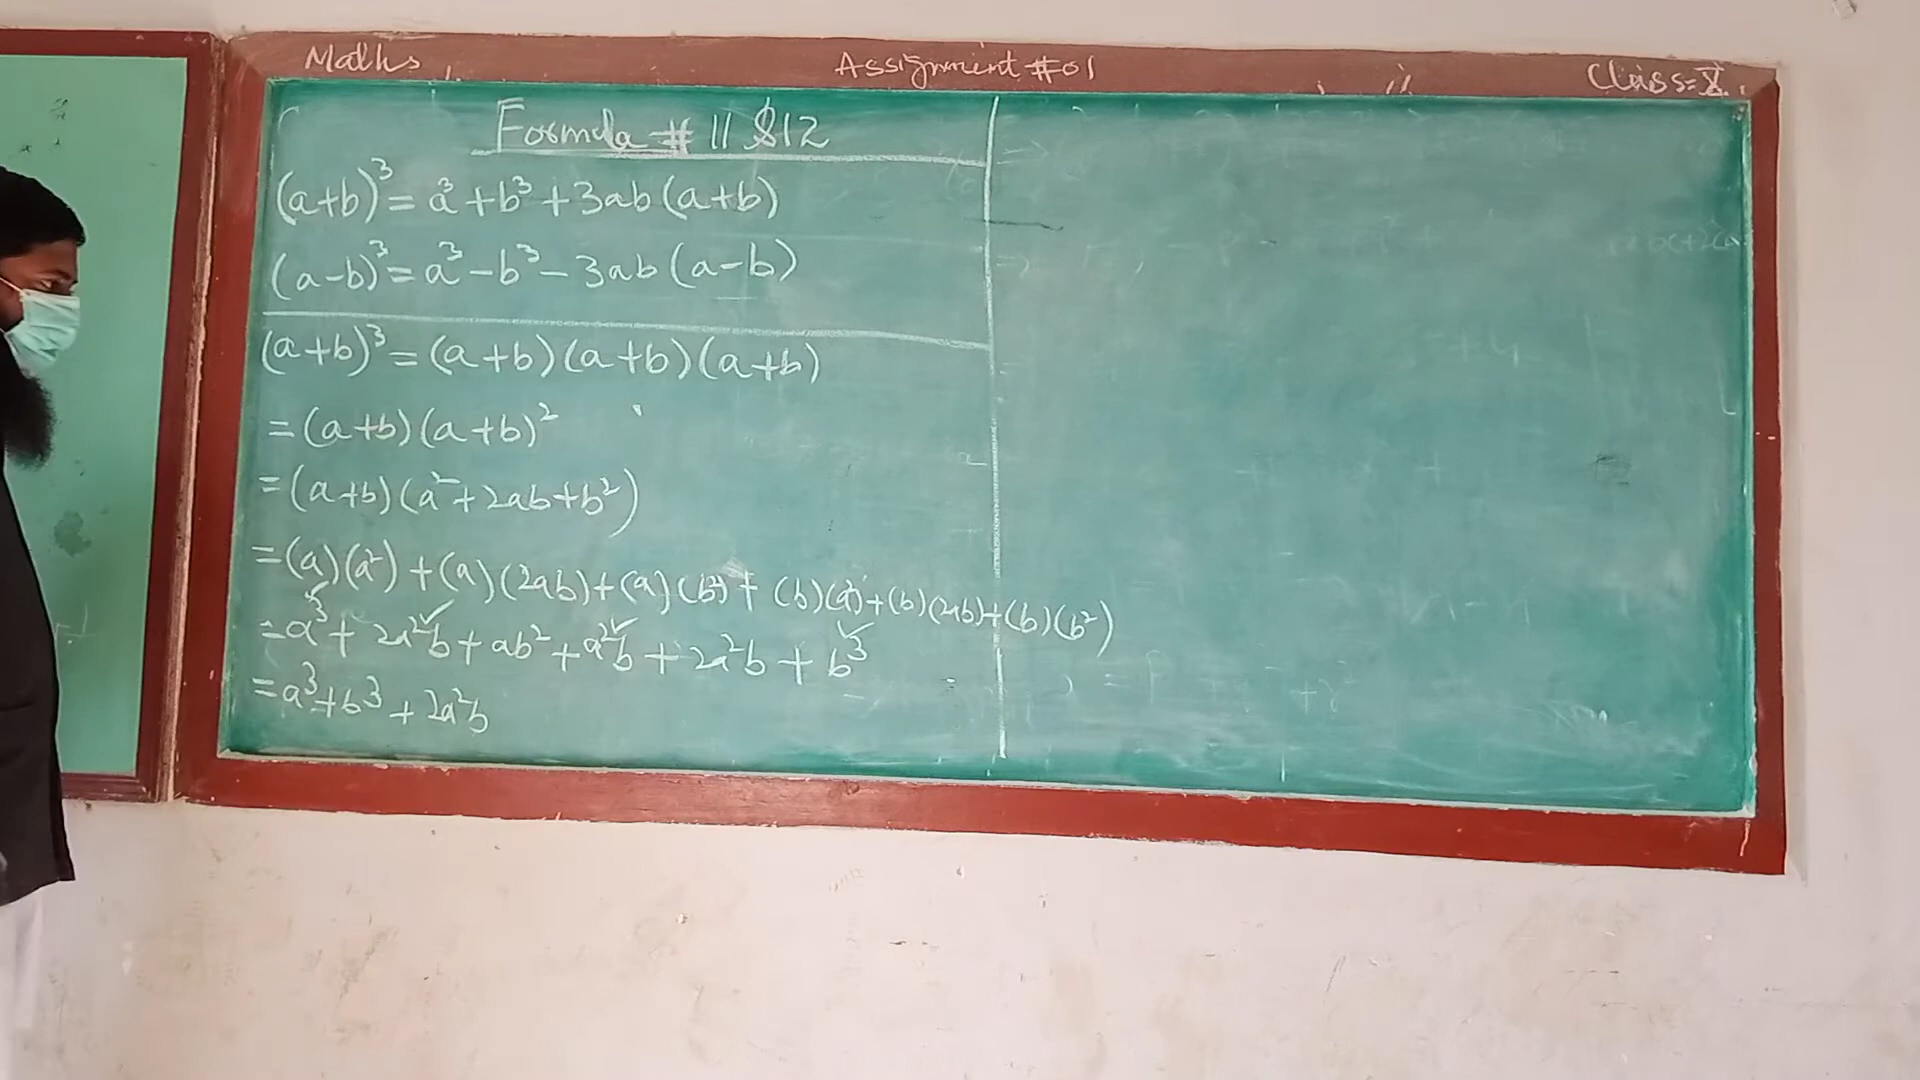 Maths Assignment #01 Class=X
Formula # 11 & 12
(a+b)³ = a³ + b³ + 3ab (a+b)
(a-b)³ = a³ - b³ - 3ab (a-b)
(a+b)³ = (a+b)(a+b)(a+b)
= (a+b)(a+b)²
= (a+b)(a²+2ab+b²)
= (a)(a²) + (a)(2ab) + (a)(b²) + (b)(a²) + (b)(2ab) + (b)(b²)
= a³ + 2a²b + ab² + a²b + 2a²b + b³
= a³ + b³ + 2a²b